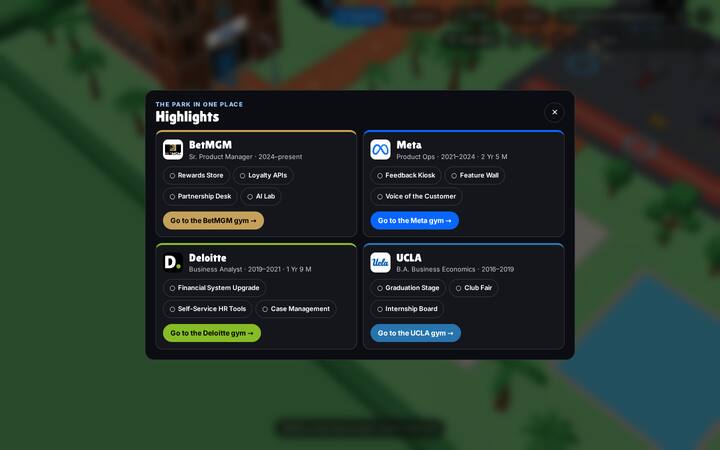 THE PARK IN ONE PLACE
Highlights
BetMGM
Sr. Product Manager · 2024–present
Rewards Store
Loyalty APIs
Partnership Desk
AI Lab
Go to the BetMGM gym →
Meta
Product Ops · 2021–2024 · 2 Yr 5 M
Feedback Kiosk
Feature Wall
Voice of the Customer
Go to the Meta gym →
D.
Deloitte
Business Analyst · 2019–2021 · 1 Yr 9 M
Financial System Upgrade
Self-Service HR Tools
Case Management
Go to the Deloitte gym →
Ucla
UCLA
B.A. Business Economics · 2016–2019
Graduation Stage
Club Fair
Internship Board
Go to the UCLA gym →